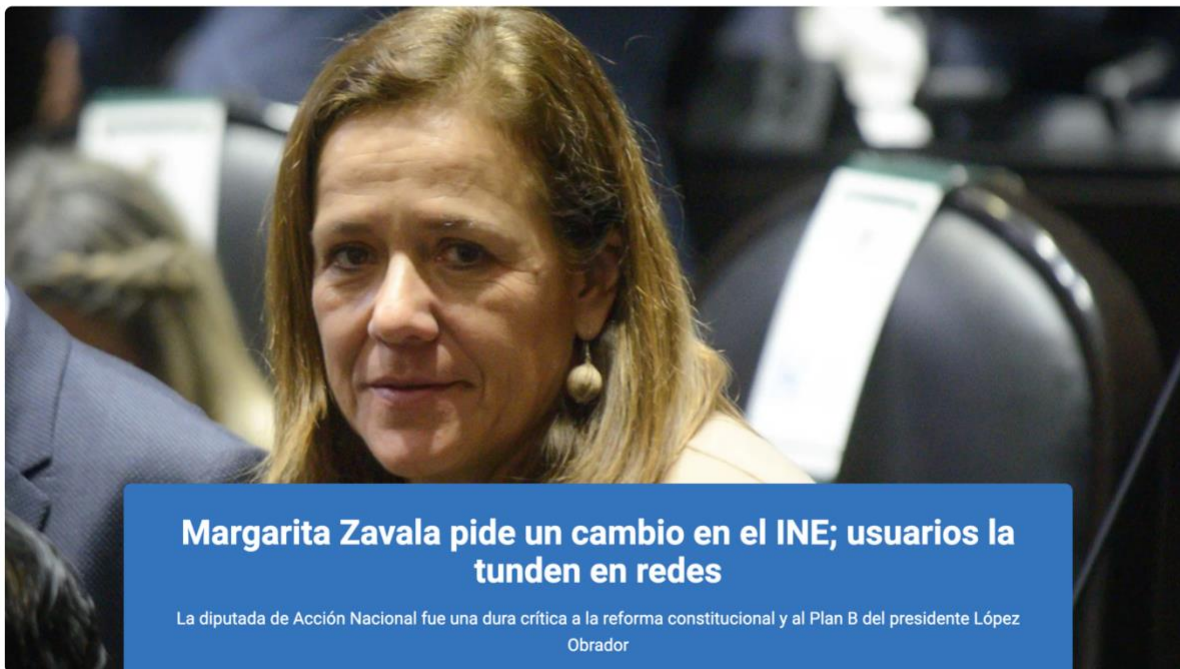 Margarita Zavala pide un cambio en el INE; usuarios la
tunden en redes
La diputada de Acción Nacional fue una dura crítica a la reforma constitucional y al Plan B del presidente López
Obrador